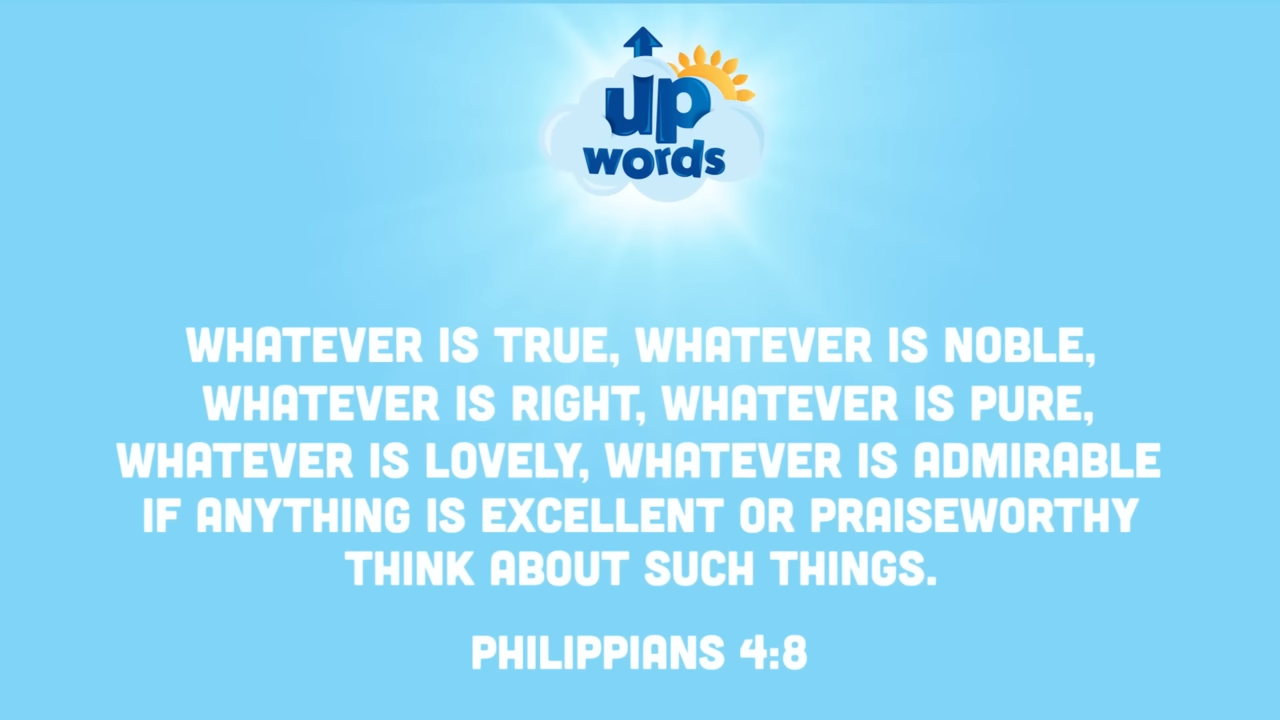 up
words
WHATEVER IS TRUE, WHATEVER IS NOBLE,
WHATEVER IS RIGHT, WHATEVER IS PURE,
WHATEVER IS LOVELY, WHATEVER IS ADMIRABLE
IF ANYTHING IS EXCELLENT OR PRAISEWORTHY
THINK ABOUT SUCH THINGS.
PHILIPPIANS 4:8